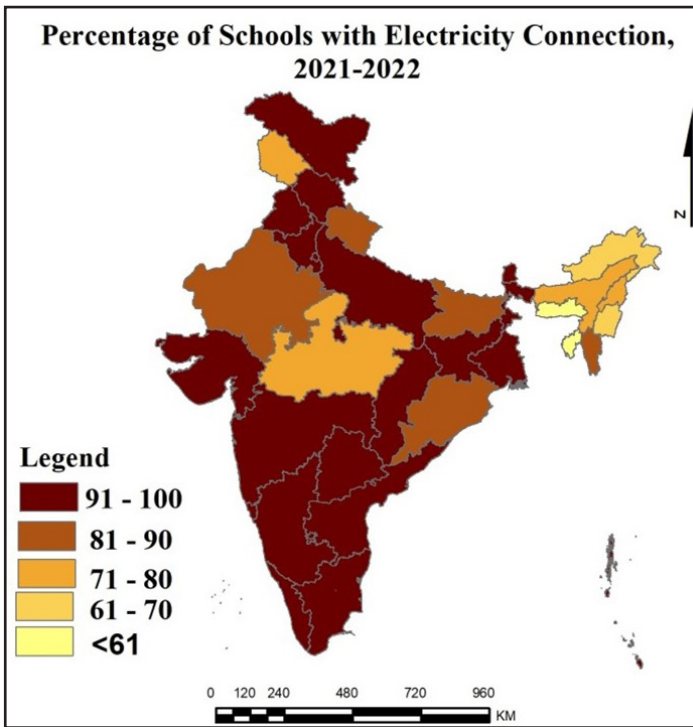 Percentage of Schools with Electricity Connection,
2021-2022
N
Legend
91 - 100
81 - 90
71 - 80
61 - 70
<61
0 120 240 480 720 960
KM